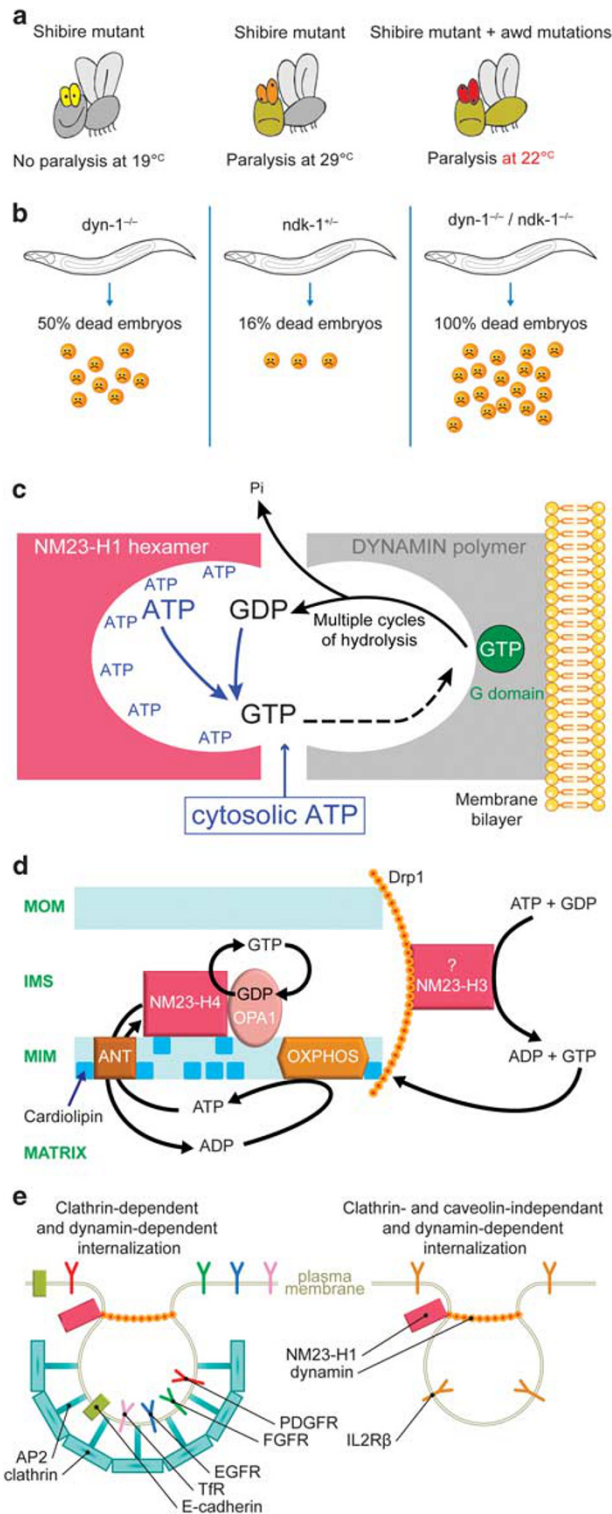 a
Shibire mutant
Shibire mutant
Shibire mutant + awd mutations
No paralysis at 19°C
Paralysis at 29°C
Paralysis at 22°C
b
dyn-1–/–
ndk-1+/–
dyn-1–/– / ndk-1–/–
50% dead embryos
16% dead embryos
100% dead embryos
c
Pi
NM23-H1 hexamer
DYNAMIN polymer
ATP
ATP
ATP
ATP
ATP
GDP
Multiple cycles
of hydrolysis
ATP
GTP
G domain
ATP
GTP
ATP
cytosolic ATP
Membrane
bilayer
d
Drp1
MOM
ATP + GDP
GTP
IMS
?
NM23-H3
NM23-H4
GDP
OPA1
MIM
ANT
OXPHOS
ADP + GTP
Cardiolipin
ATP
ADP
MATRIX
e
Clathrin-dependent
and dynamin-dependent
internalization
Clathrin- and caveolin-independant
and dynamin-dependent
internalization
plasma
membrane
NM23-H1
dynamin
PDGFR
FGFR
IL2Rβ
AP2
clathrin
EGFR
TfR
E-cadherin